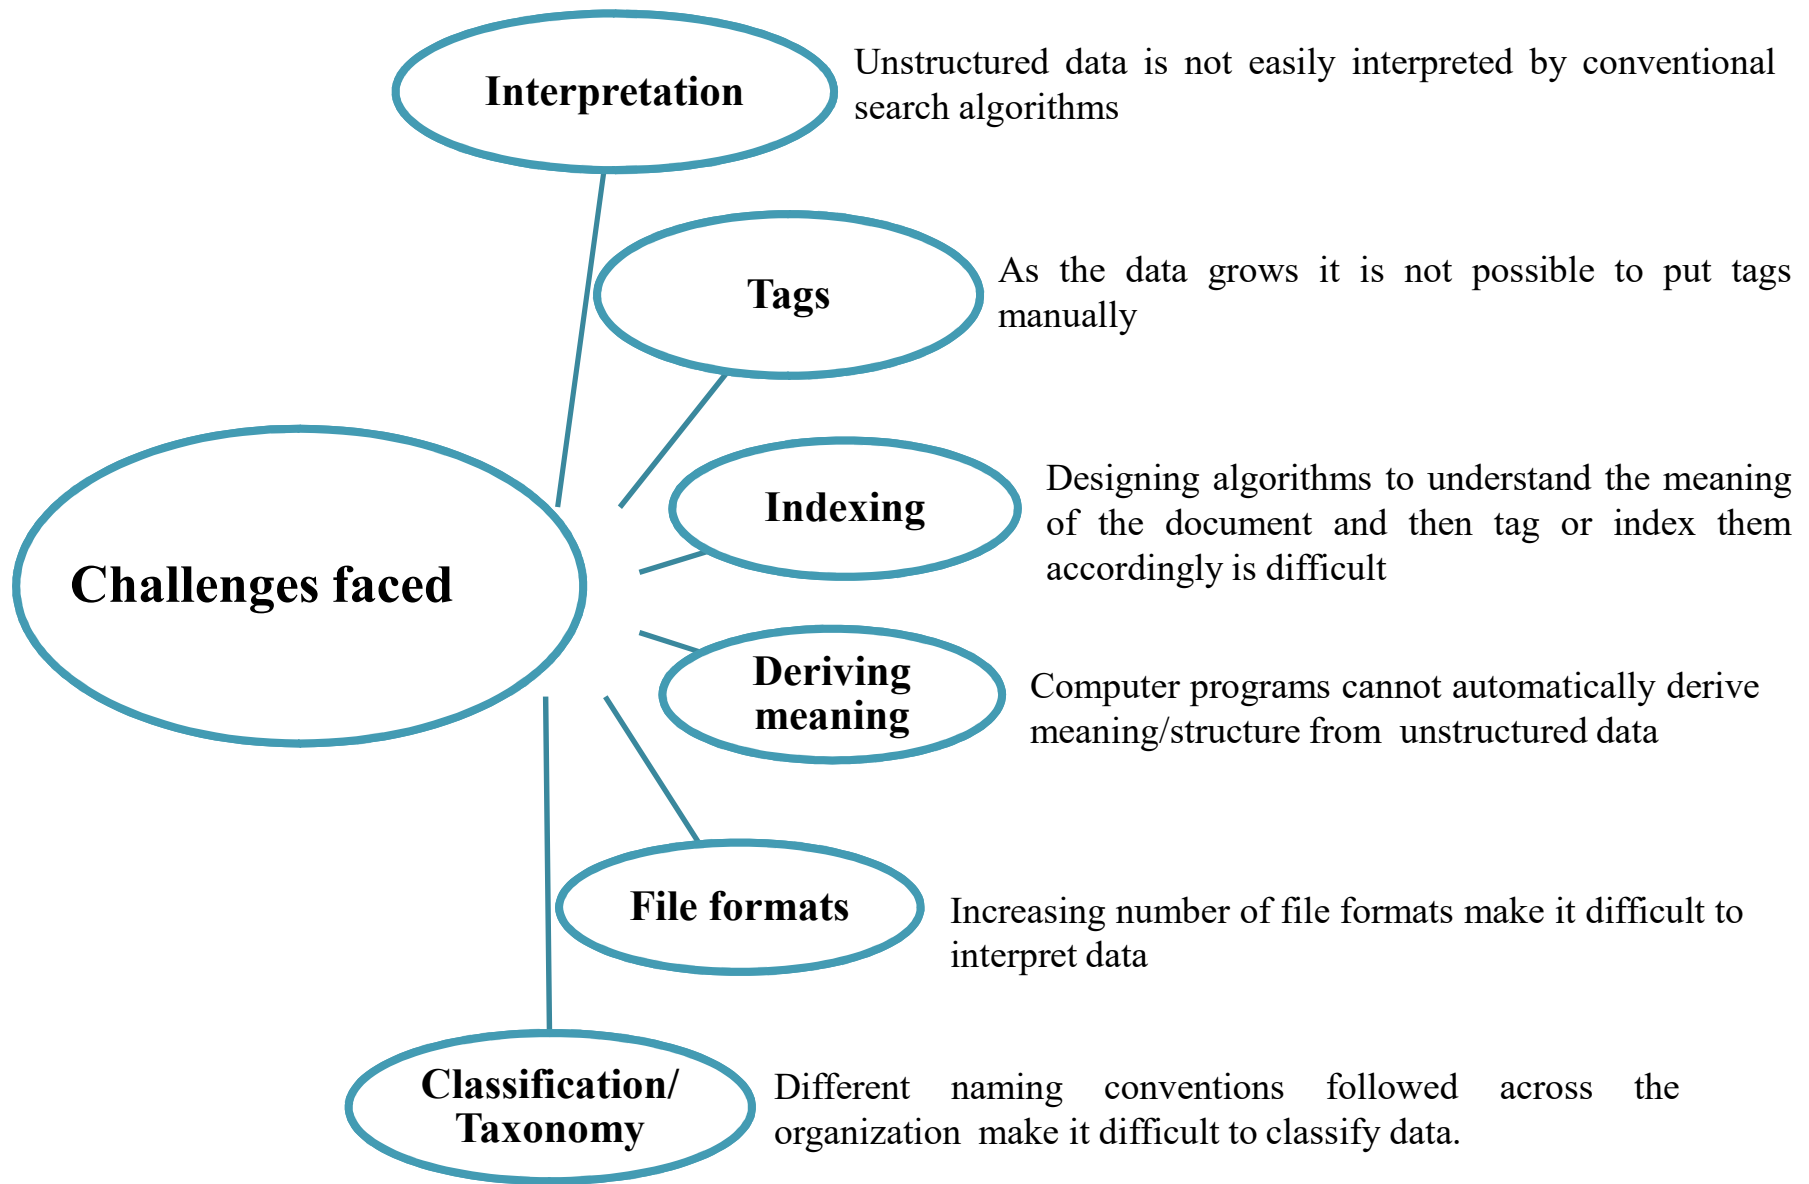 Interpretation
Unstructured data is not easily interpreted by conventional
search algorithms
Tags
As the data grows it is not possible to put tags
manually
Indexing
Designing algorithms to understand the meaning
of the document and then tag or index them
accordingly is difficult
Challenges faced
Deriving
meaning
Computer programs cannot automatically derive
meaning/structure from unstructured data
File formats
Increasing number of file formats make it difficult to
interpret data
Classification/
Taxonomy
Different naming conventions followed across the
organization make it difficult to classify data.